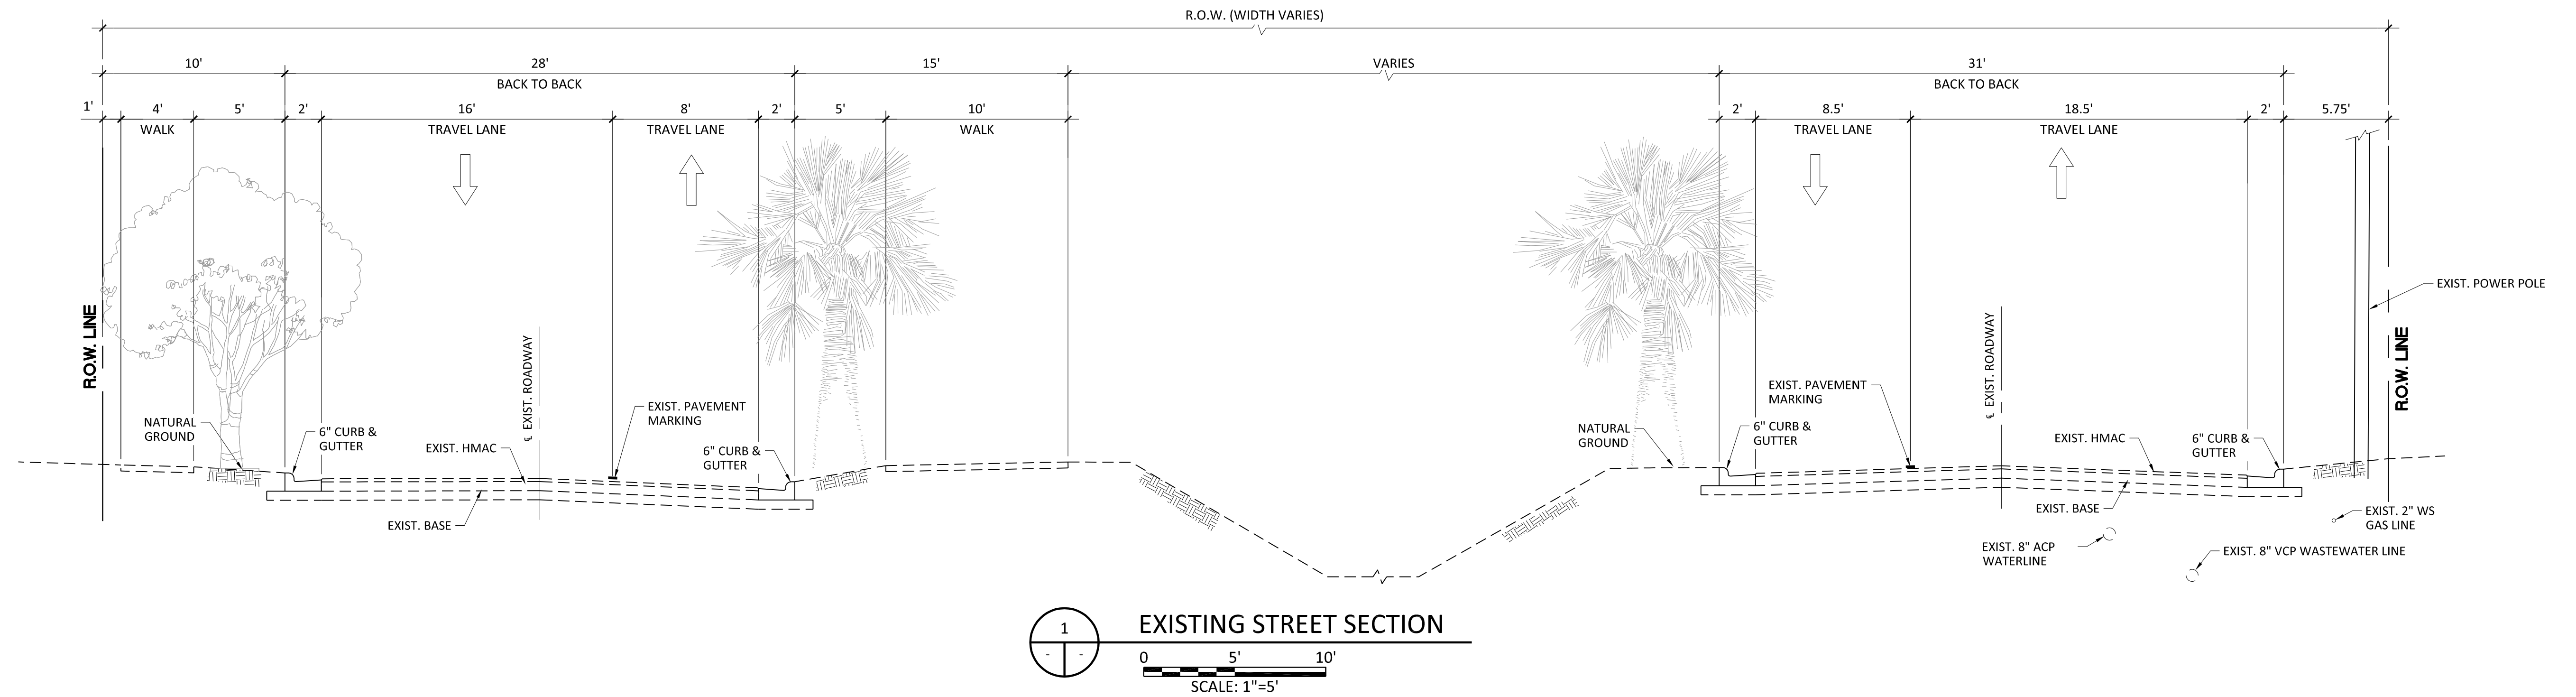 R.O.W. (WIDTH VARIES)
10'
28'
15'
VARIES
31'
BACK TO BACK
BACK TO BACK
1'
4'
5'
2'
16'
8'
2'
5'
10'
2'
8.5'
18.5'
2'
5.75'
WALK
TRAVEL LANE
TRAVEL LANE
WALK
TRAVEL LANE
TRAVEL LANE
R.O.W. LINE
NATURAL
GROUND
6" CURB &
GUTTER
EXIST. HMAC
EXIST. BASE
℄ EXIST. ROADWAY
EXIST. PAVEMENT
MARKING
6" CURB &
GUTTER
NATURAL
GROUND
EXIST. PAVEMENT
MARKING
6" CURB &
GUTTER
℄ EXIST. ROADWAY
EXIST. HMAC
6" CURB &
GUTTER
EXIST. BASE
EXIST. POWER POLE
R.O.W. LINE
EXIST. 2" WS
GAS LINE
EXIST. 8" ACP
WATERLINE
EXIST. 8" VCP WASTEWATER LINE
1
- -
EXISTING STREET SECTION
0 5' 10'
SCALE: 1"=5'